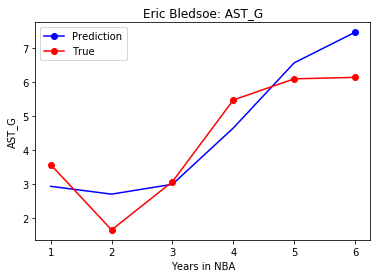 Eric Bledsoe: AST_G
Prediction
True
7
6
5
4
3
2
AST_G
1 2 3 4 5 6
Years in NBA